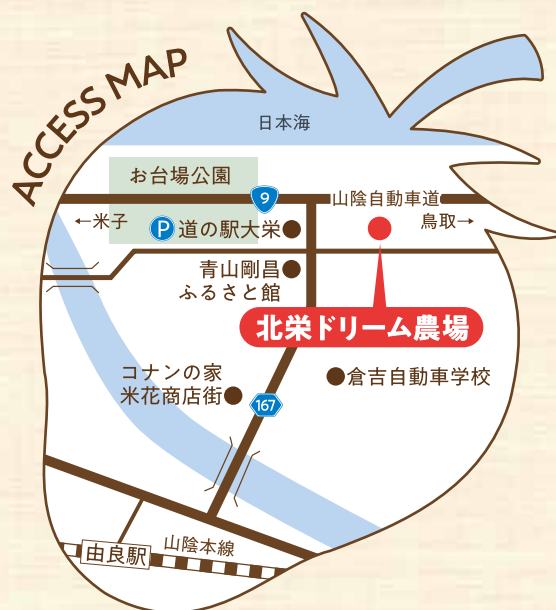 ACCESS MAP
日本海
お台場公園
9
山陰自動車道
←米子
鳥取→
P 道の駅大栄
青山剛昌
ふるさと館
北栄ドリーム農場
コナンの家
米花商店街
倉吉自動車学校
167
由良駅
山陰本線